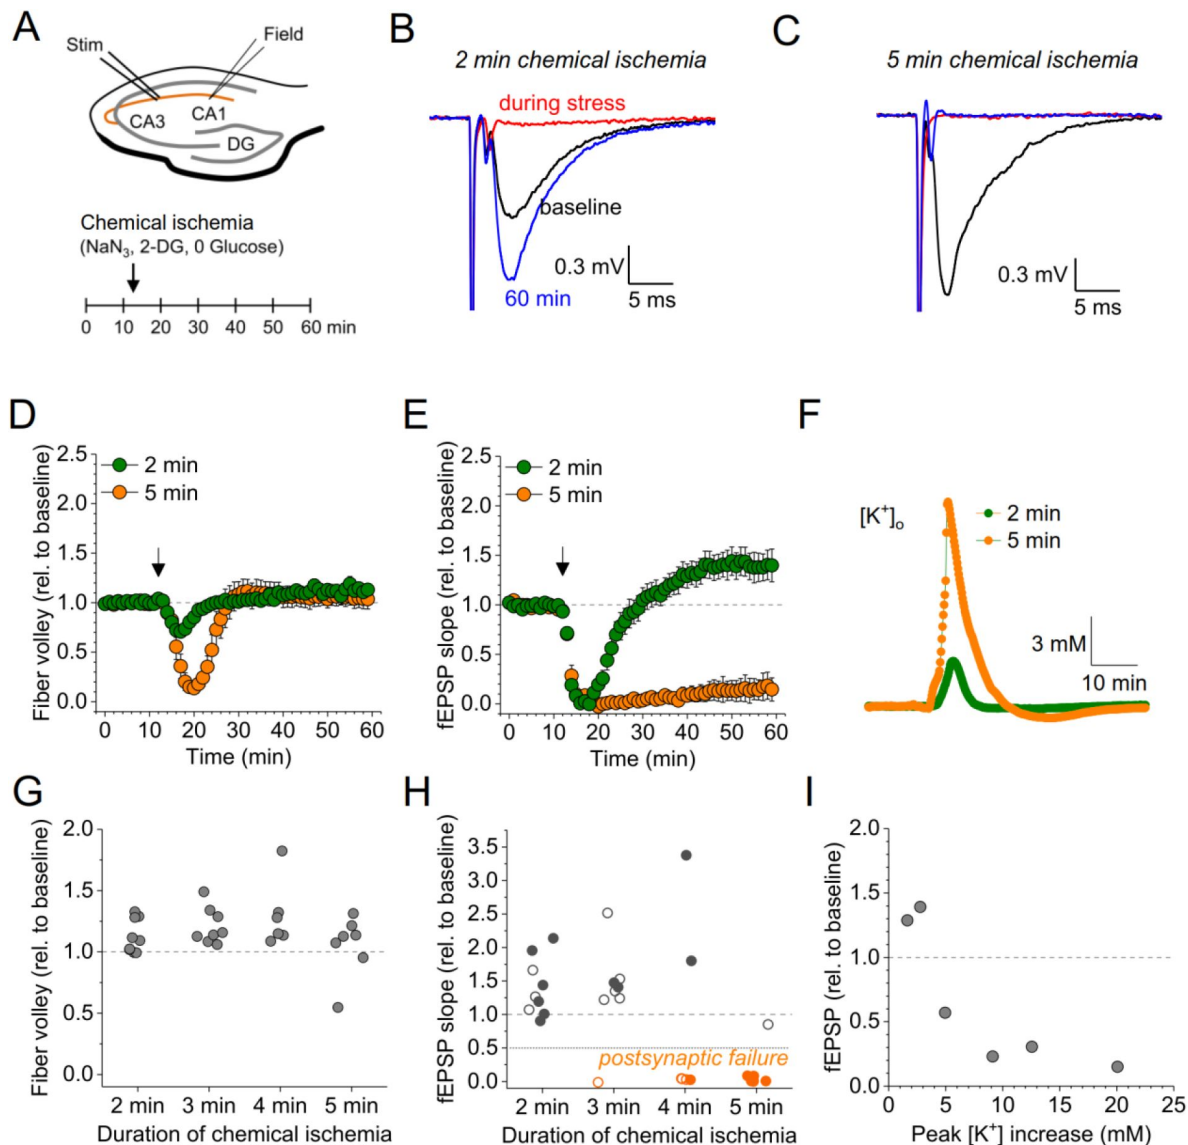 A
Stim
Field
CA3
CA1
DG
Chemical ischemia
(NaN₃, 2-DG, 0 Glucose)
0 10 20 30 40 50 60 min
B
2 min chemical ischemia
during stress
baseline
0.3 mV
5 ms
60 min
C
5 min chemical ischemia
0.3 mV
5 ms
D
Fiber volley (rel. to baseline)
2.5
2.0
1.5
1.0
0.5
0.0
2 min
5 min
0 10 20 30 40 50 60
Time (min)
E
fEPSP slope (rel. to baseline)
2.5
2.0
1.5
1.0
0.5
0.0
2 min
5 min
0 10 20 30 40 50 60
Time (min)
F
[K⁺]ₒ
2 min
5 min
3 mM
10 min
G
Fiber volley (rel. to baseline)
2.0
1.5
1.0
0.5
0.0
2 min 3 min 4 min 5 min
Duration of chemical ischemia
H
fEPSP slope (rel. to baseline)
3.5
3.0
2.5
2.0
1.5
1.0
0.5
0.0
postsynaptic failure
2 min 3 min 4 min 5 min
Duration of chemical ischemia
I
fEPSP (rel. to baseline)
2.0
1.5
1.0
0.5
0.0
0 5 10 15 20 25
Peak [K⁺] increase (mM)